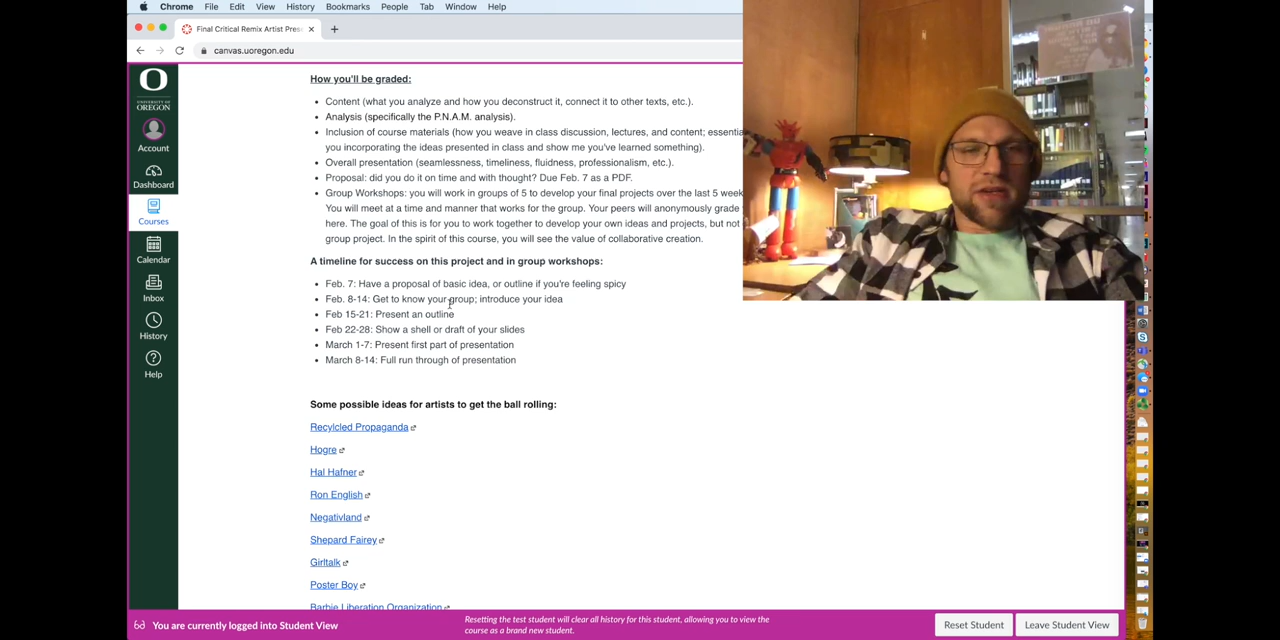 Chrome File Edit View History Bookmarks People Tab Window Help
Final Critical Remix Artist Pres
canvas.uoregon.edu
O
UNIVERSITY OF
OREGON
Account
Dashboard
Courses
Calendar
Inbox
History
Help
How you'll be graded:
Content (what you analyze and how you deconstruct it, connect it to other texts, etc.).
Analysis (specifically the P.N.A.M. analysis).
Inclusion of course materials (how you weave in class discussion, lectures, and content; essentia
you incorporating the ideas presented in class and show me you've learned something).
Overall presentation (seamlessness, timeliness, fluidness, professionalism, etc.).
Proposal: did you do it on time and with thought? Due Feb. 7 as a PDF.
Group Workshops: you will work in groups of 5 to develop your final projects over the last 5 week
You will meet at a time and manner that works for the group. Your peers will anonymously grade
here. The goal of this is for you to work together to develop your own ideas and projects, but not
group project. In the spirit of this course, you will see the value of collaborative creation.
A timeline for success on this project and in group workshops:
Feb. 7: Have a proposal of basic idea, or outline if you're feeling spicy
Feb. 8-14: Get to know your group; introduce your idea
Feb 15-21: Present an outline
Feb 22-28: Show a shell or draft of your slides
March 1-7: Present first part of presentation
March 8-14: Full run through of presentation
Some possible ideas for artists to get the ball rolling:
Recylcled Propaganda
Hogre
Hal Hafner
Ron English
Negativland
Shepard Fairey
Girltalk
Poster Boy
Barbie Liberation Organization
You are currently logged into Student View
Resetting the test student will clear all history for this student, allowing you to view the
course as a brand new student.
Reset Student
Leave Student View